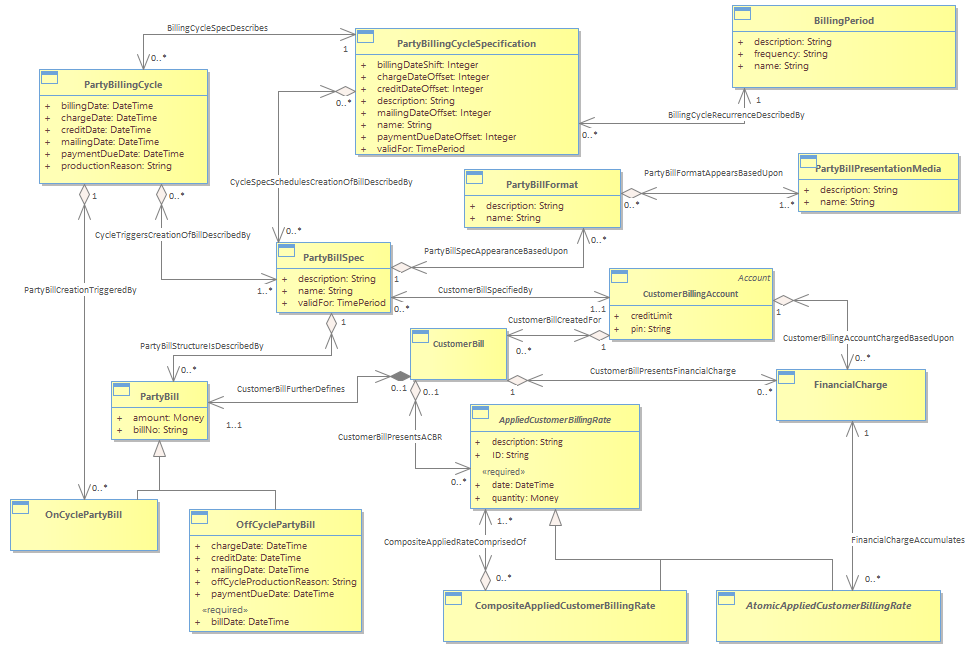 BillingCycleSpecDescribes
1
0..*
PartyBillingCycleSpecification
+ billingDateShift: Integer
+ chargeDateOffset: Integer
+ creditDateOffset: Integer
+ description: String
+ mailingDateOffset: Integer
+ name: String
+ paymentDueDateOffset: Integer
+ validFor: TimePeriod
BillingPeriod
+ description: String
+ frequency: String
+ name: String
1
BillingCycleRecurrenceDescribedBy
0..*
0..*
PartyBillingCycle
+ billingDate: DateTime
+ chargeDate: DateTime
+ creditDate: DateTime
+ mailingDate: DateTime
+ paymentDueDate: DateTime
+ productionReason: String
1
0..*
CycleSpecSchedulesCreationOfBillDescribedBy
0..*
PartyBillFormat
+ description: String
+ name: String
PartyBillFormatAppearsBasedUpon
0..*
1..*
PartyBillPresentationMedia
+ description: String
+ name: String
CycleTriggersCreationOfBillDescribedBy
1..*
0..*
PartyBillSpecAppearanceBasedUpon
1
PartyBillSpec
+ description: String
+ name: String
+ validFor: TimePeriod
PartyBillCreationTriggeredBy
CustomerBillSpecifiedBy
0..*
1..1
Account
CustomerBillingAccount
+ creditLimit
+ pin: String
1
CustomerBillCreatedFor
0..*
1
CustomerBillingAccountChargedBasedUpon
0..*
1
PartyBillStructureIsDescribedBy
0..*
CustomerBill
CustomerBillPresentsFinancialCharge
1
0..*
FinancialCharge
1
CustomerBillFurtherDefines
0..1
1..1
0..1
PartyBill
+ amount: Money
+ billNo: String
CustomerBillPresentsACBR
0..*
AppliedCustomerBillingRate
+ description: String
+ ID: String
«required»
+ date: DateTime
+ quantity: Money
0..*
OnCyclePartyBill
OffCyclePartyBill
+ chargeDate: DateTime
+ creditDate: DateTime
+ mailingDate: DateTime
+ offCycleProductionReason: String
+ paymentDueDate: DateTime
«required»
+ billDate: DateTime
1..*
CompositeAppliedRateComprisedOf
0..*
FinancialChargeAccumulates
0..*
CompositeAppliedCustomerBillingRate
AtomicAppliedCustomerBillingRate